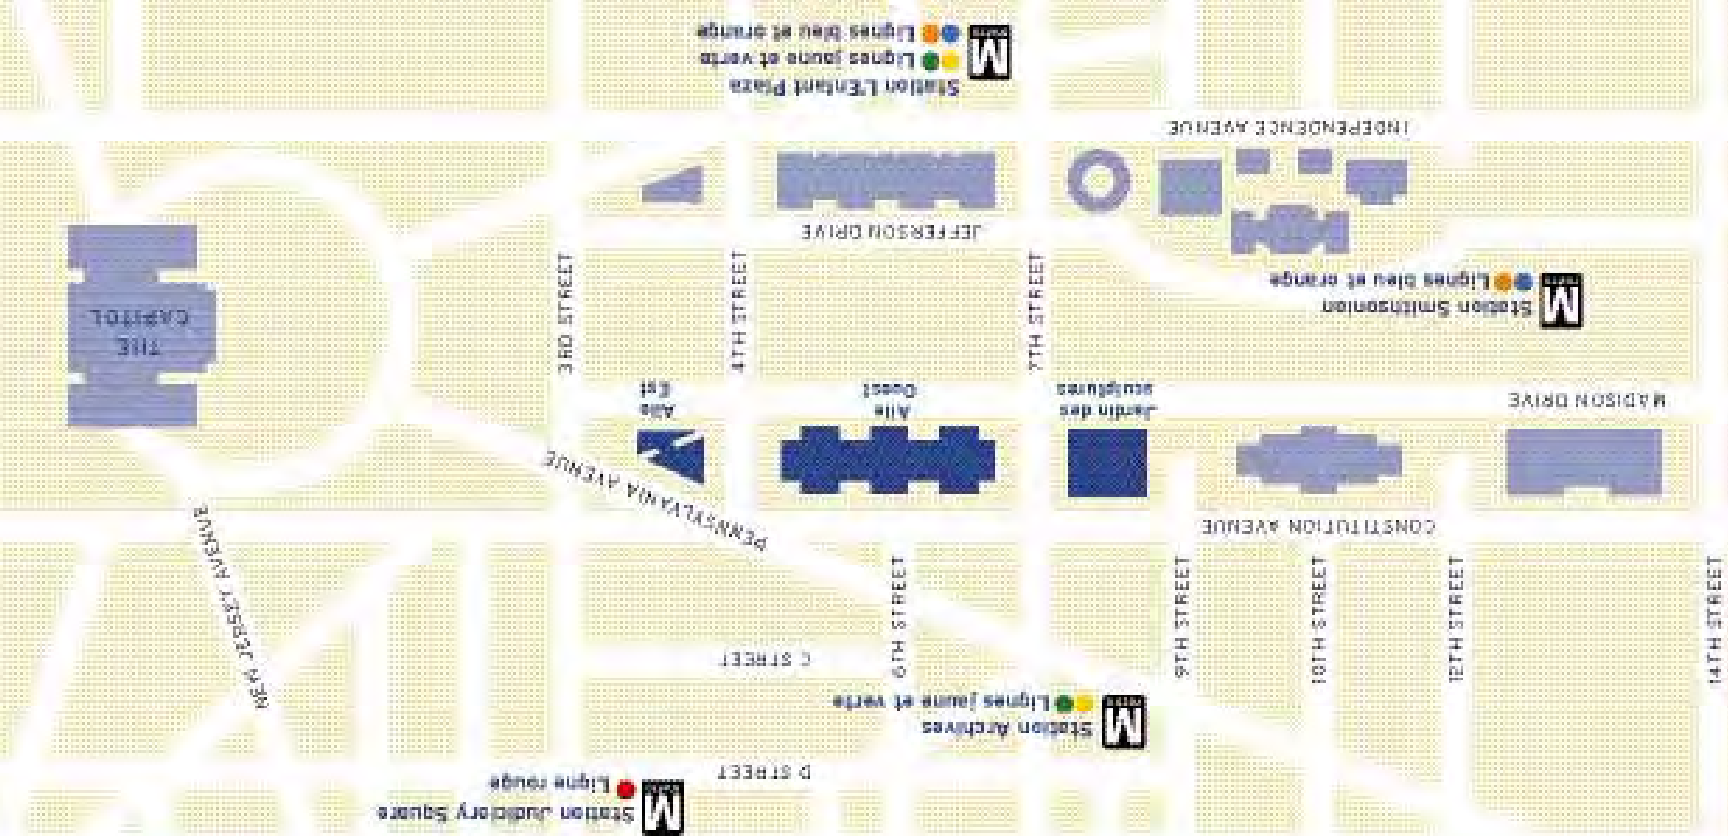 Station Judiciary Square
Ligne rouge
D STREET
Station Archives
Lignes jaune et verte
C STREET
NEW JERSEY AVENUE
6TH STREET
9TH STREET
10TH STREET
12TH STREET
14TH STREET
PENNSYLVANIA AVENUE
CONSTITUTION AVENUE
Jardin des
sculptures
Aile
Ouest
Aile
Est
MADISON DRIVE
THE
CAPITOL
7TH STREET
4TH STREET
3RD STREET
Station Smithsonian
Lignes bleu et orange
JEFFERSON DRIVE
INDEPENDENCE AVENUE
Station L'Enfant Plaza
Lignes jaune et verte
Lignes bleu et orange
M
M
M
M